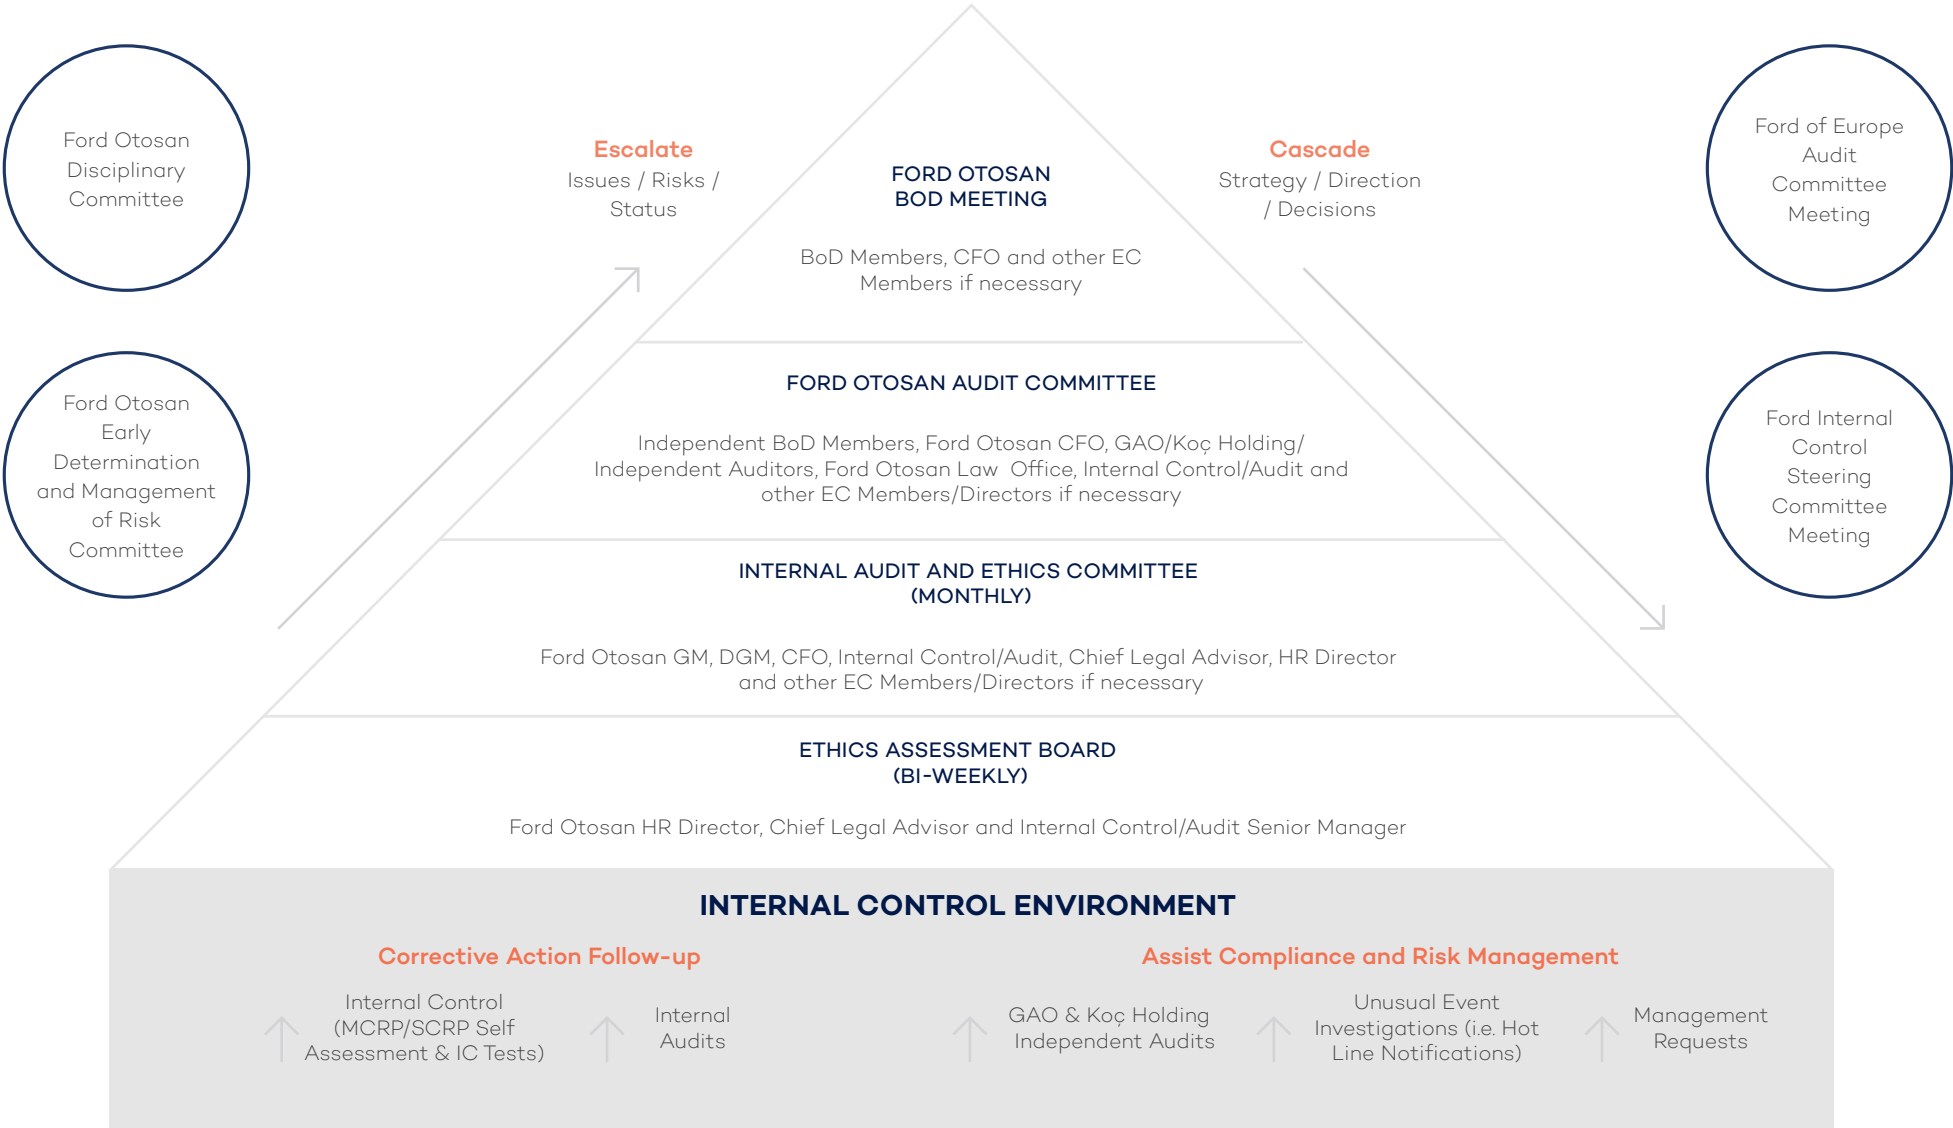 Ford Otosan
Disciplinary
Committee
Ford Otosan
Early
Determination
and Management
of Risk
Committee
Escalate
Issues / Risks /
Status
FORD OTOSAN
BOD MEETING
BoD Members, CFO and other EC
Members if necessary
Cascade
Strategy / Direction
/ Decisions
Ford of Europe
Audit
Committee
Meeting
Ford Internal
Control
Steering
Committee
Meeting
FORD OTOSAN AUDIT COMMITTEE
Independent BoD Members, Ford Otosan CFO, GAO/Koç Holding/
Independent Auditors, Ford Otosan Law Office, Internal Control/Audit and
other EC Members/Directors if necessary
INTERNAL AUDIT AND ETHICS COMMITTEE
(MONTHLY)
Ford Otosan GM, DGM, CFO, Internal Control/Audit, Chief Legal Advisor, HR Director
and other EC Members/Directors if necessary
ETHICS ASSESSMENT BOARD
(BI-WEEKLY)
Ford Otosan HR Director, Chief Legal Advisor and Internal Control/Audit Senior Manager
INTERNAL CONTROL ENVIRONMENT
Corrective Action Follow-up
Internal Control
(MCRP/SCRP Self
Assessment & IC Tests)
Internal
Audits
Assist Compliance and Risk Management
GAO & Koç Holding
Independent Audits
Unusual Event
Investigations (i.e. Hot
Line Notifications)
Management
Requests